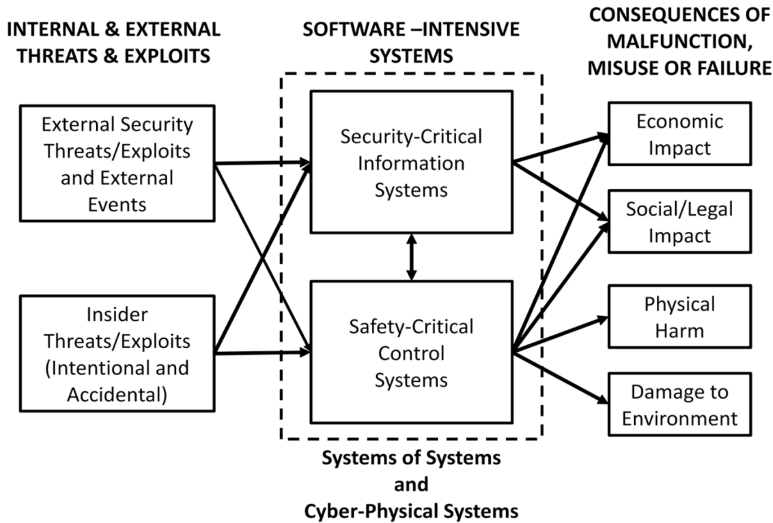 INTERNAL & EXTERNAL
THREATS & EXPLOITS
SOFTWARE –INTENSIVE
SYSTEMS
CONSEQUENCES OF
MALFUNCTION,
MISUSE OR FAILURE
External Security
Threats/Exploits
and External
Events
Insider
Threats/Exploits
(Intentional and
Accidental)
Security-Critical
Information
Systems
Safety-Critical
Control
Systems
Economic
Impact
Social/Legal
Impact
Physical
Harm
Damage to
Environment
Systems of Systems
and
Cyber-Physical Systems